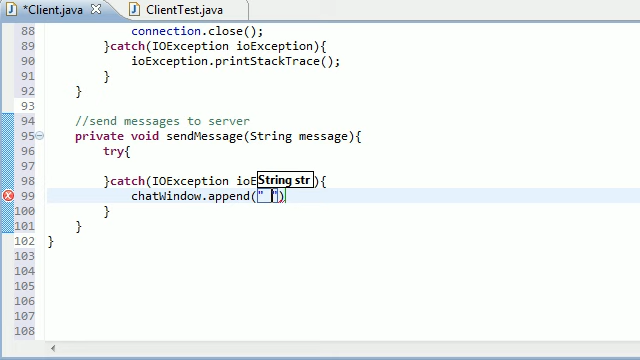 *Client.java ClientTest.java
88 connection.close();
89 }catch(IOException ioException){
90 ioException.printStackTrace();
91 }
92 }
93
94 //send messages to server
95 private void sendMessage(String message){
96 try{
97
98 }catch(IOException ioE String str ){
99 chatWindow.append(" ")
100 }
101 }
102 }
103
104
105
106
107
108